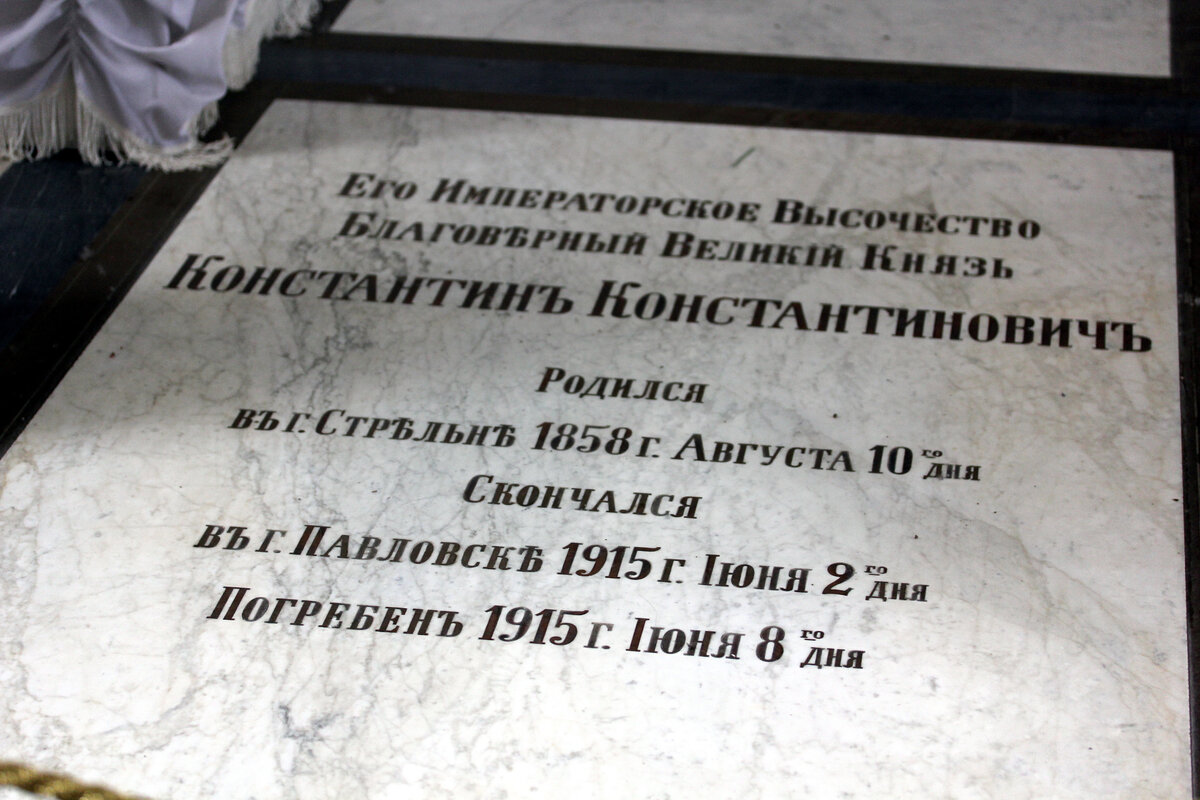 Его Императорское Высочество
Благовѣрный Великій Князь
Константинъ Константиновичъ
Родился
въ г. Стрѣльнѣ 1858 г. Августа 10го дня
Скончался
въ г. Павловскѣ 1915 г. Іюня 2го дня
Погребенъ 1915 г. Іюня 8го дня